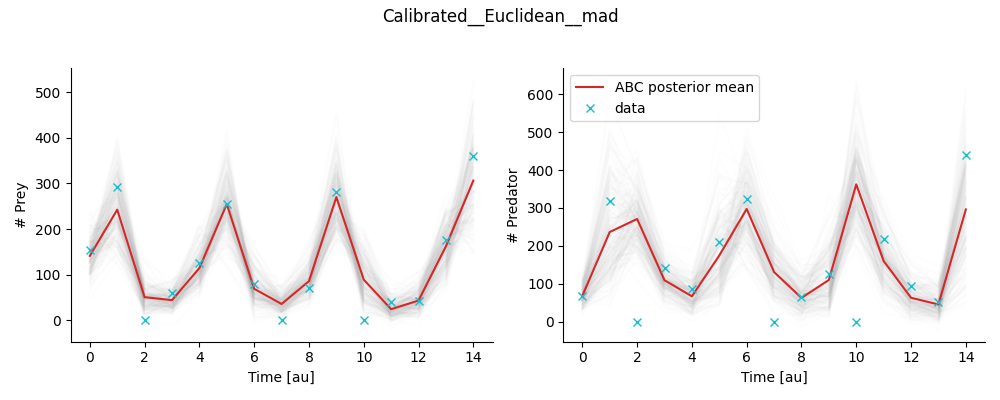 Calibrated__Euclidean__mad
# Prey
500
400
300
200
100
0
0 2 4 6 8 10 12 14
Time [au]
# Predator
600
500
400
300
200
100
0
0 2 4 6 8 10 12 14
Time [au]
ABC posterior mean
data